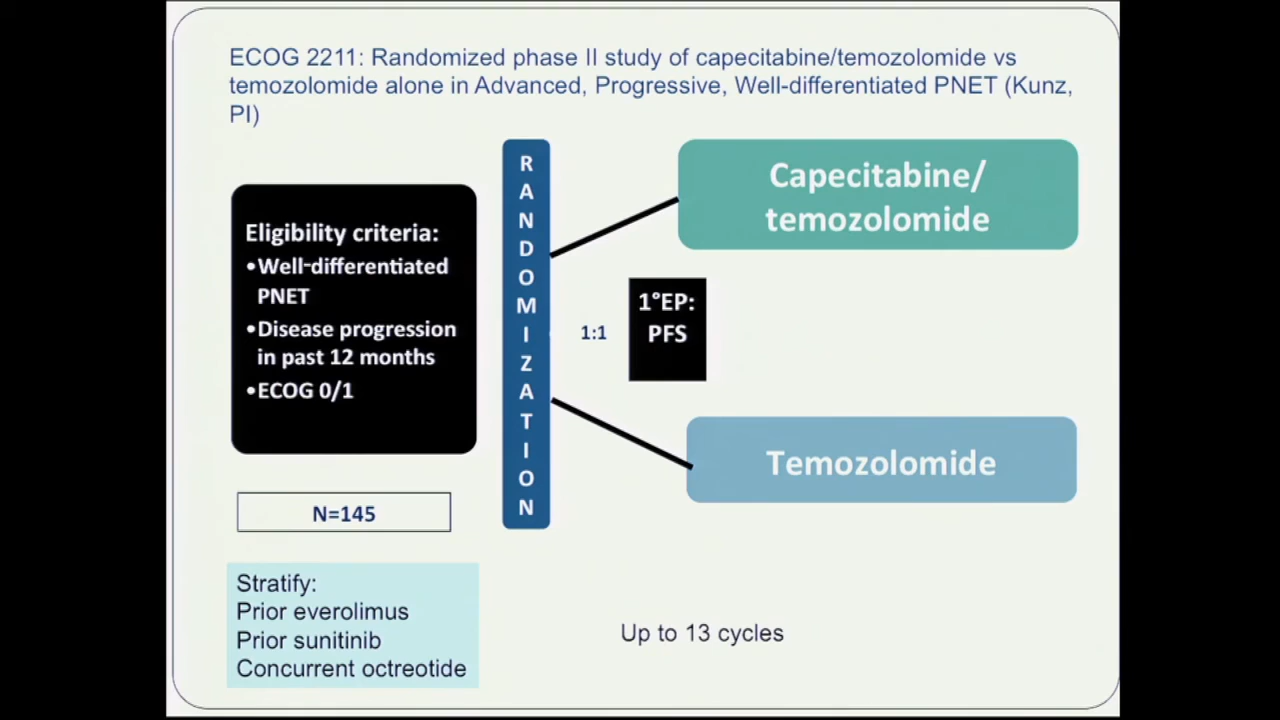 ECOG 2211: Randomized phase II study of capecitabine/temozolomide vs
temozolomide alone in Advanced, Progressive, Well-differentiated PNET (Kunz,
PI)
Eligibility criteria:
•Well-differentiated
PNET
•Disease progression
in past 12 months
•ECOG 0/1
N=145
Stratify:
Prior everolimus
Prior sunitinib
Concurrent octreotide
R
A
N
D
O
M
I
Z
A
T
I
O
N
1:1
1°EP:
PFS
Capecitabine/
temozolomide
Temozolomide
Up to 13 cycles